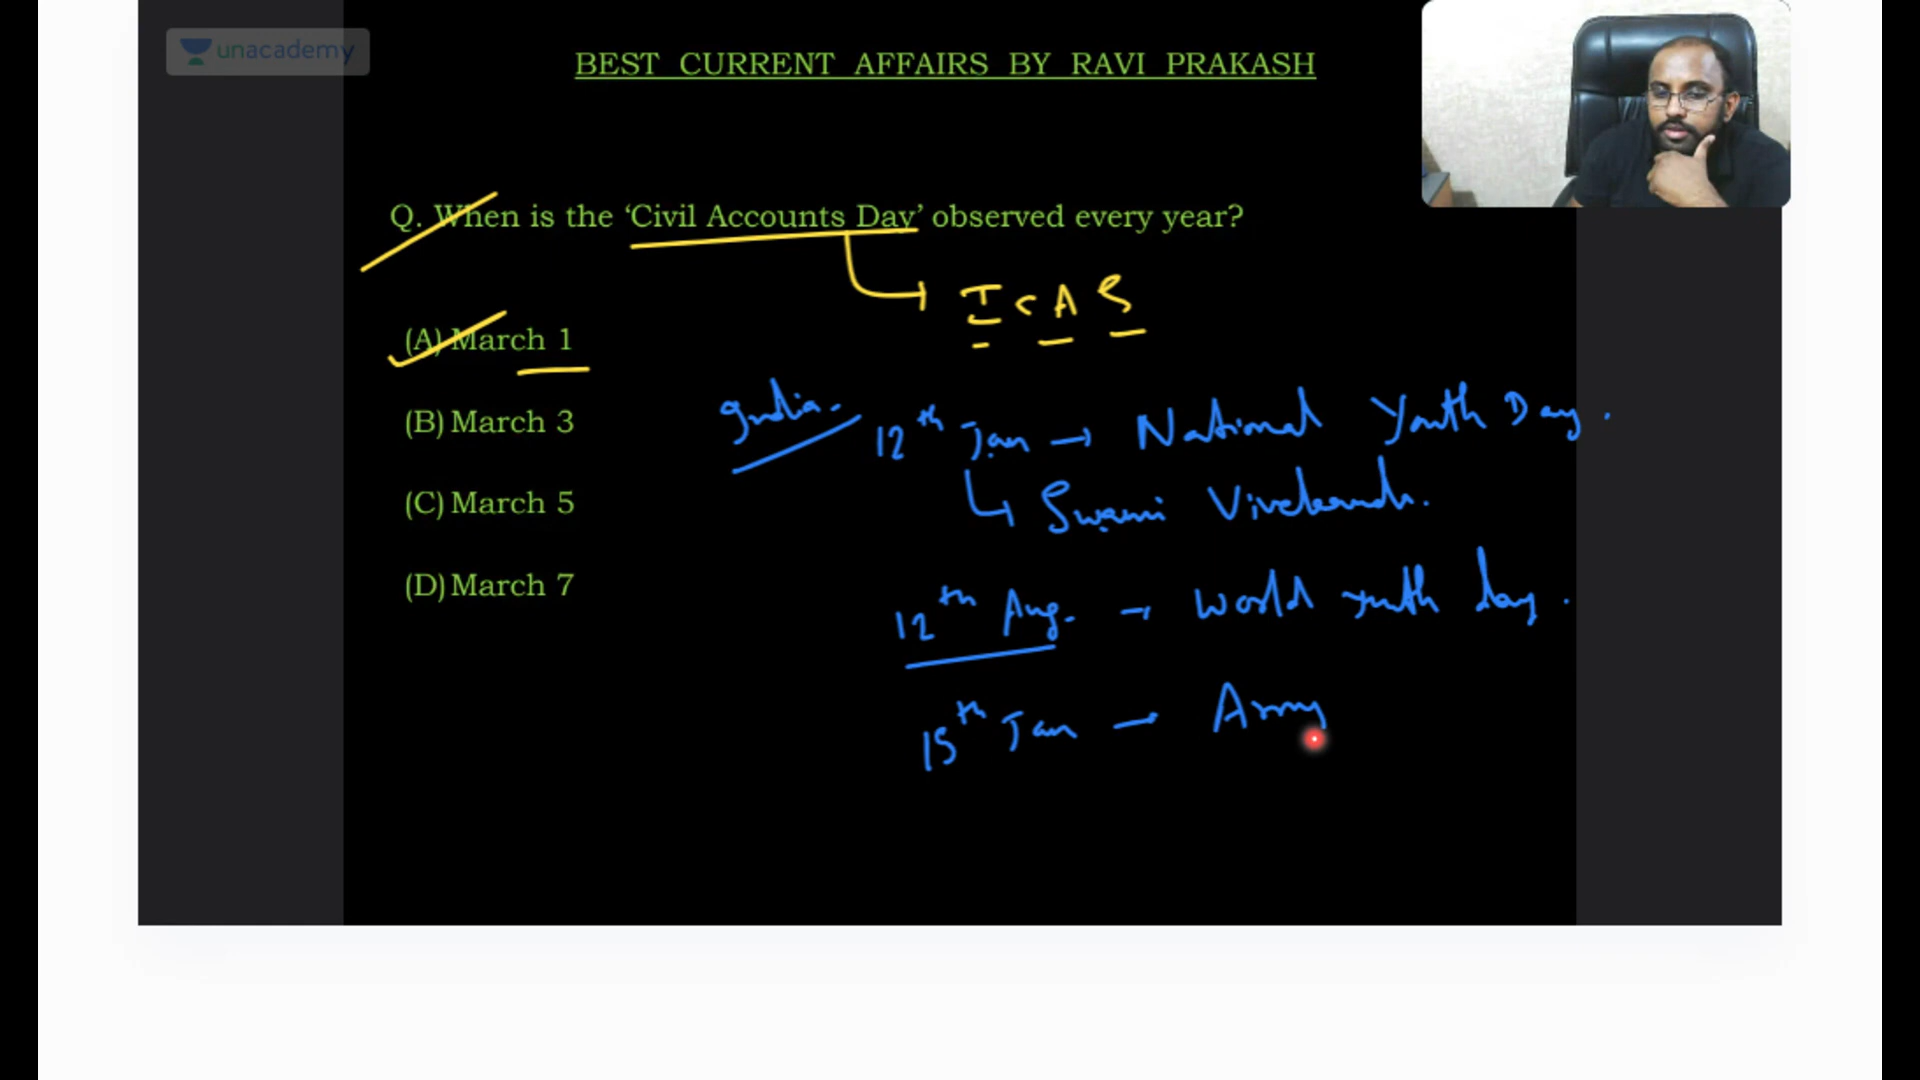 unacademy
BEST CURRENT AFFAIRS BY RAVI PRAKASH
Q. When is the ‘Civil Accounts Day’ observed every year?
I C A S
(A) March 1
India. 12th Jan → National Youth Day.
(B) March 3
↳ Swami
(C) March 5
(D) March 7
12th Aug. → World youth day.
15th Jan → Army